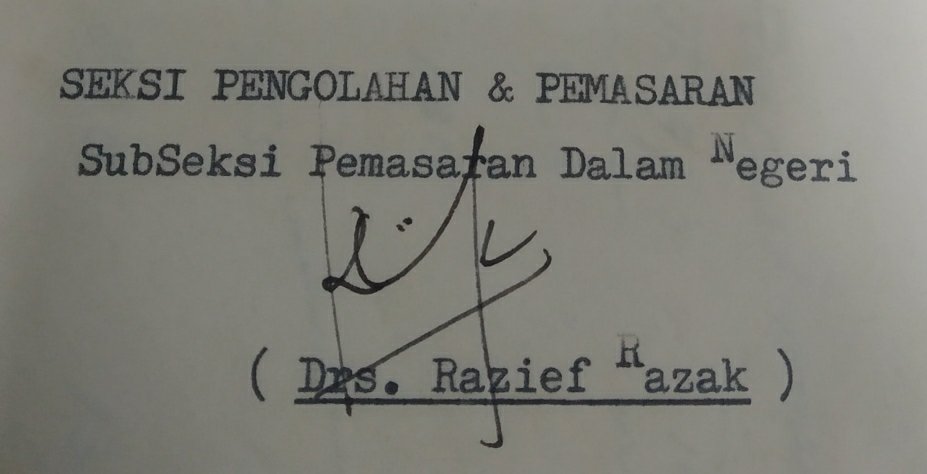 SEKSI PENGOLAHAN & PEMASARAN
SubSeksi Pemasaran Dalam Negeri
( Drs. Razief Razak )